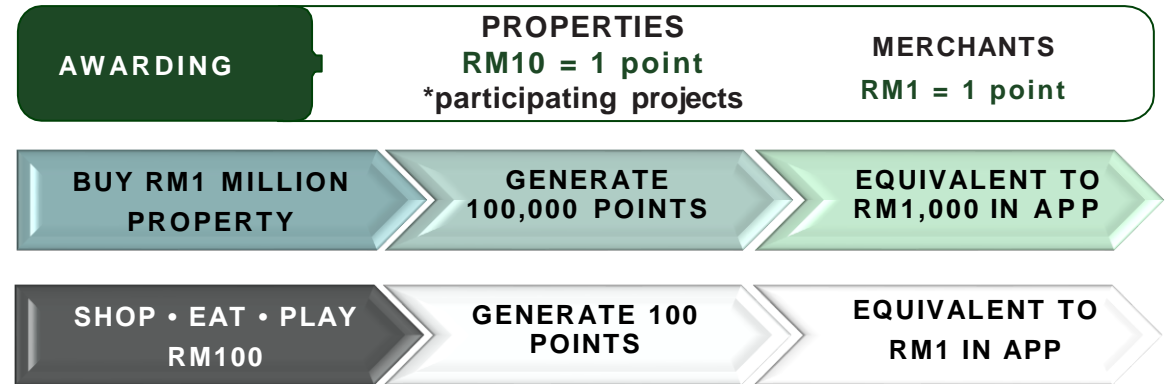 AWARDING
PROPERTIES
RM10 = 1 point
*participating projects
MERCHANTS
RM1 = 1 point
BUY RM1 MILLION
PROPERTY
GENERATE
100,000 POINTS
EQUIVALENT TO
RM1,000 IN APP
SHOP • EAT • PLAY
RM100
GENERATE 100
POINTS
EQUIVALENT TO
RM1 IN APP